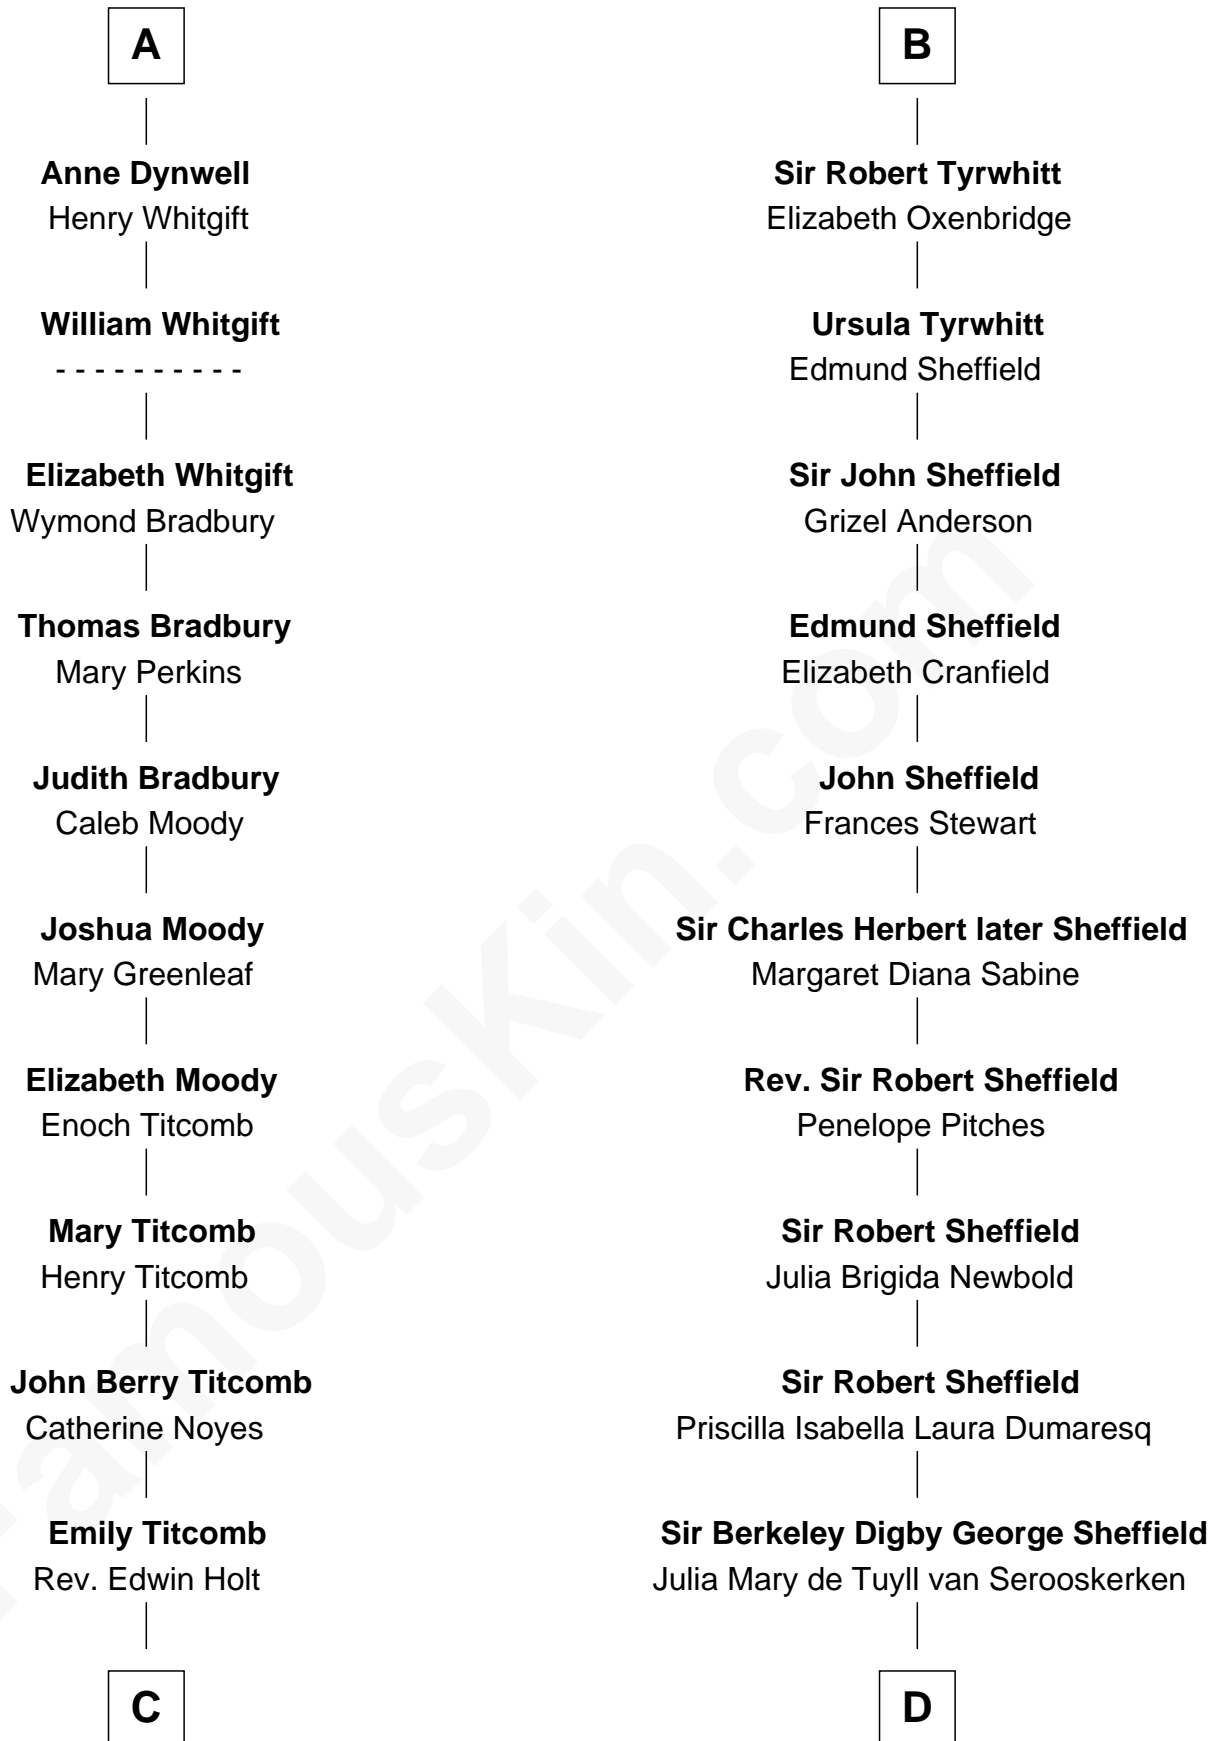 A
Anne Dynwell
Henry Whitgift
William Whitgift
- - - - - - - - - -
Elizabeth Whitgift
Wymond Bradbury
Thomas Bradbury
Mary Perkins
Judith Bradbury
Caleb Moody
Joshua Moody
Mary Greenleaf
Elizabeth Moody
Enoch Titcomb
Mary Titcomb
Henry Titcomb
John Berry Titcomb
Catherine Noyes
Emily Titcomb
Rev. Edwin Holt
C
B
Sir Robert Tyrwhitt
Elizabeth Oxenbridge
Ursula Tyrwhitt
Edmund Sheffield
Sir John Sheffield
Grizel Anderson
Edmund Sheffield
Elizabeth Cranfield
John Sheffield
Frances Stewart
Sir Charles Herbert later Sheffield
Margaret Diana Sabine
Rev. Sir Robert Sheffield
Penelope Pitches
Sir Robert Sheffield
Julia Brigida Newbold
Sir Robert Sheffield
Priscilla Isabella Laura Dumaresq
Sir Berkeley Digby George Sheffield
Julia Mary de Tuyll van Serooskerken
D
FamousKin.com